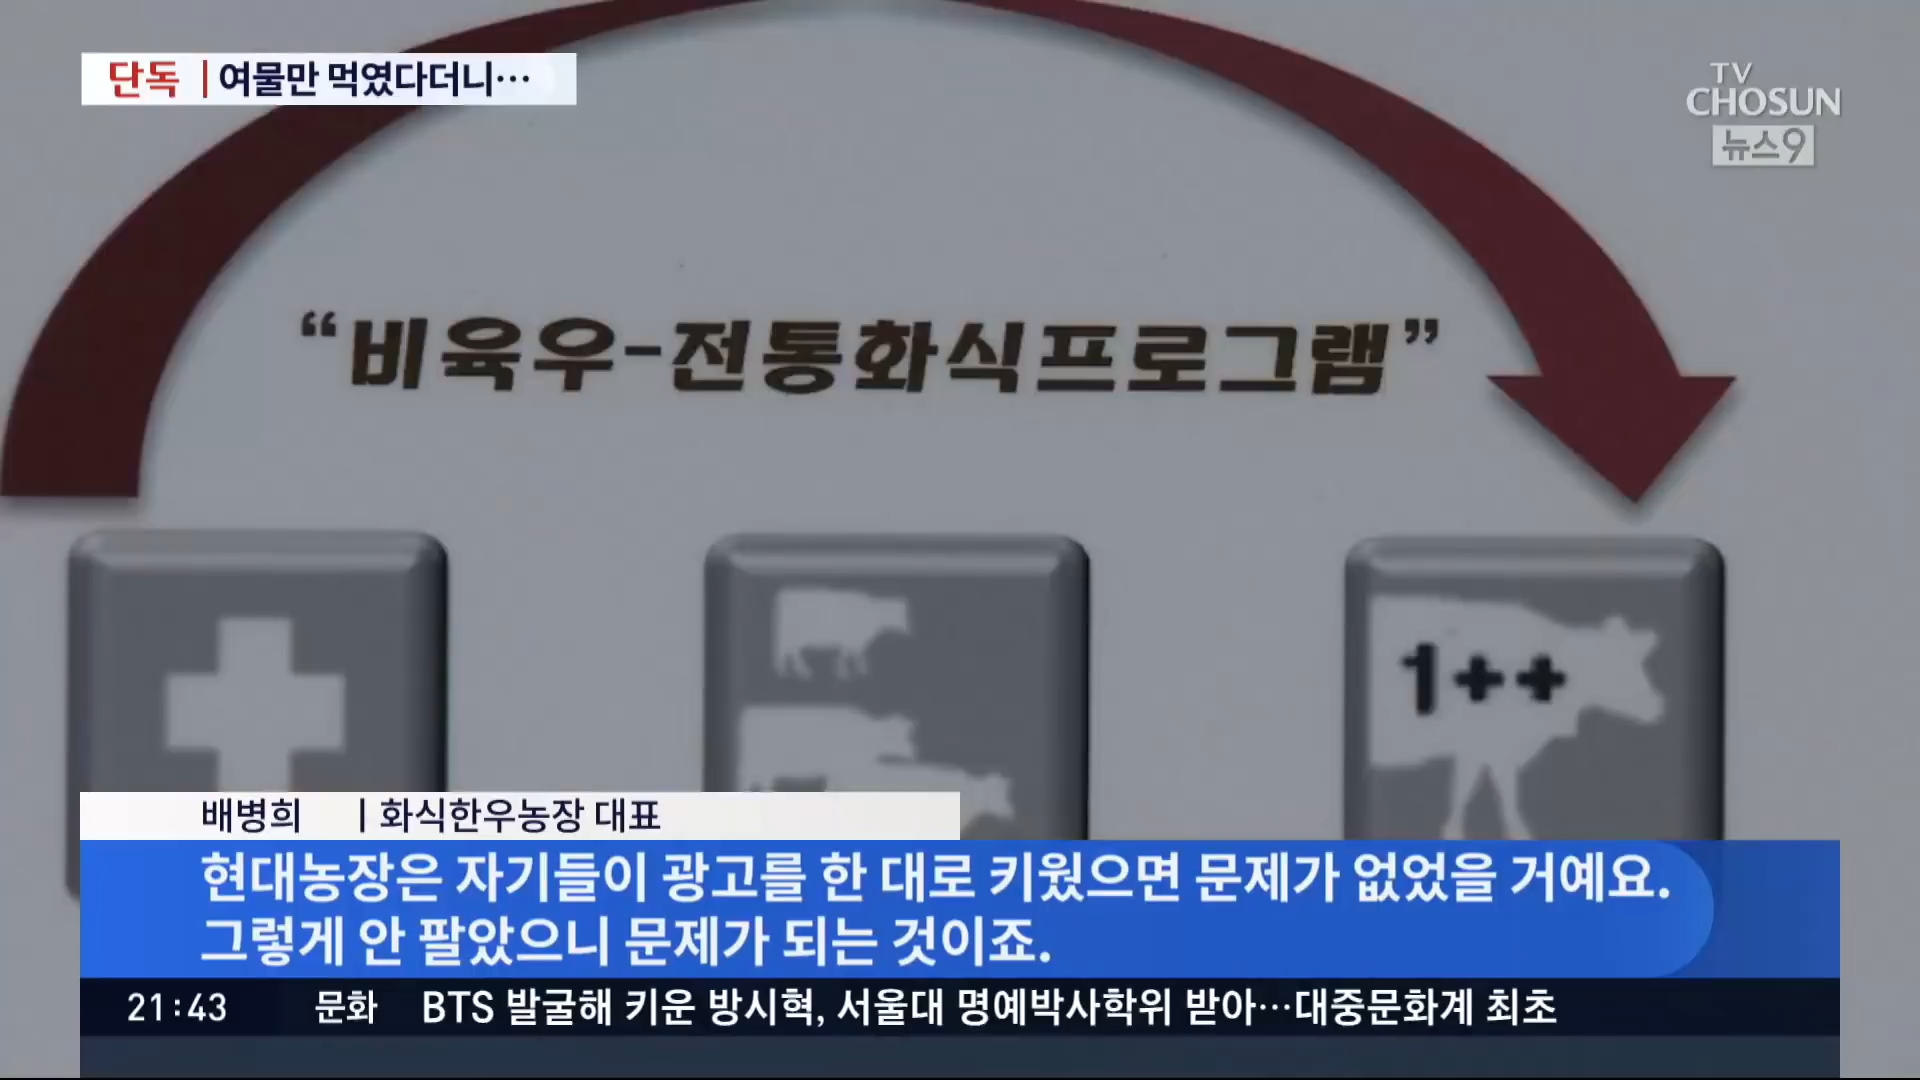 단독 | 여물만 먹였다더니…
TV
CHOSUN
뉴스9
“비육우-전통화식프로그램”
1++
배병희 | 화식한우농장 대표
현대농장은 자기들이 광고를 한 대로 키웠으면 문제가 없었을 거예요.
그렇게 안 팔았으니 문제가 되는 것이죠.
21:43 문화 BTS 발굴해 키운 방시혁, 서울대 명예박사학위 받아…대중문화계 최초